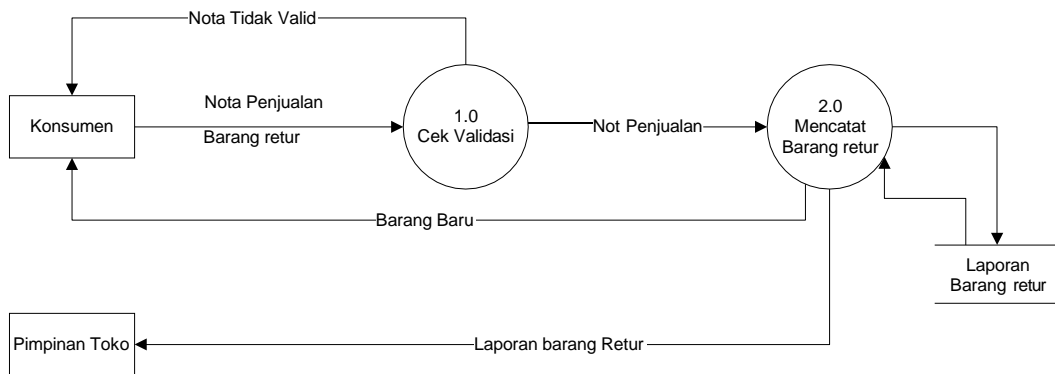 Nota Tidak Valid
Konsumen
Nota Penjualan
Barang retur
1.0
Cek Validasi
Not Penjualan
2.0
Mencatat
Barang retur
Barang Baru
Laporan
Barang retur
Pimpinan Toko
Laporan barang Retur